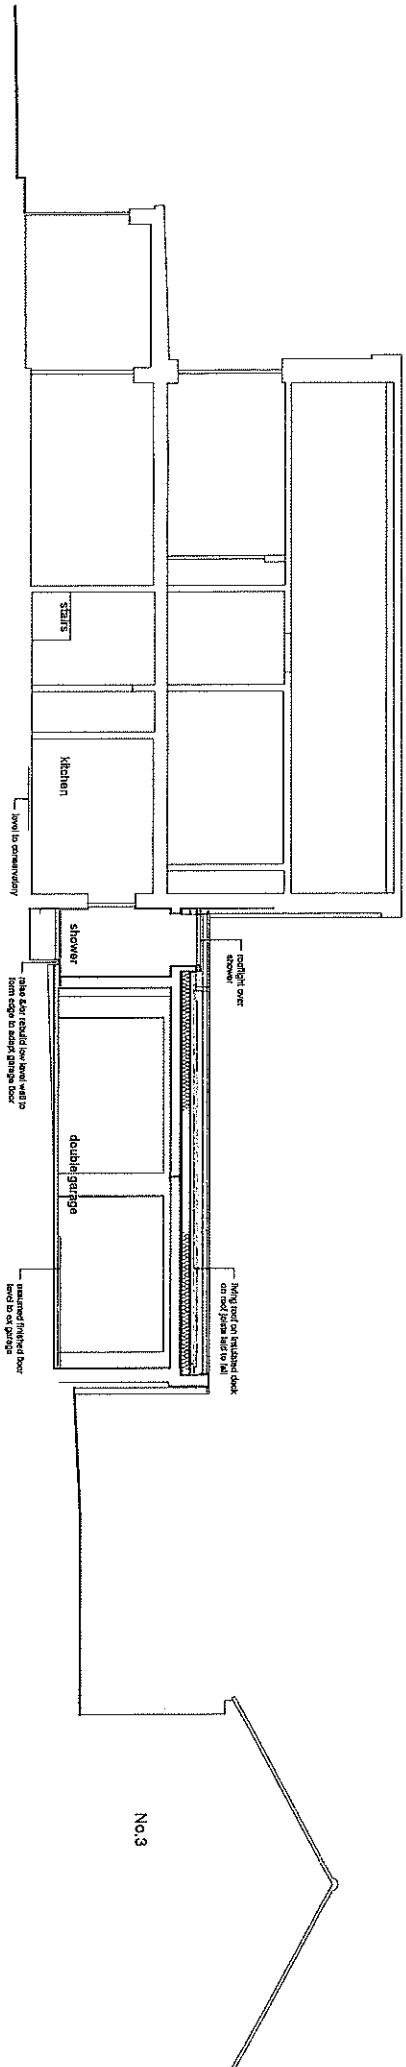 stairs
kitchen
level to conservatory
shower
raise &/or rebuild low level wall to
form edge to adapt garage floor
rooflight over
shower
double garage
living roof on insulated deck
on roof joists laid to fall
assumed finished floor
level to ex garage
No.3